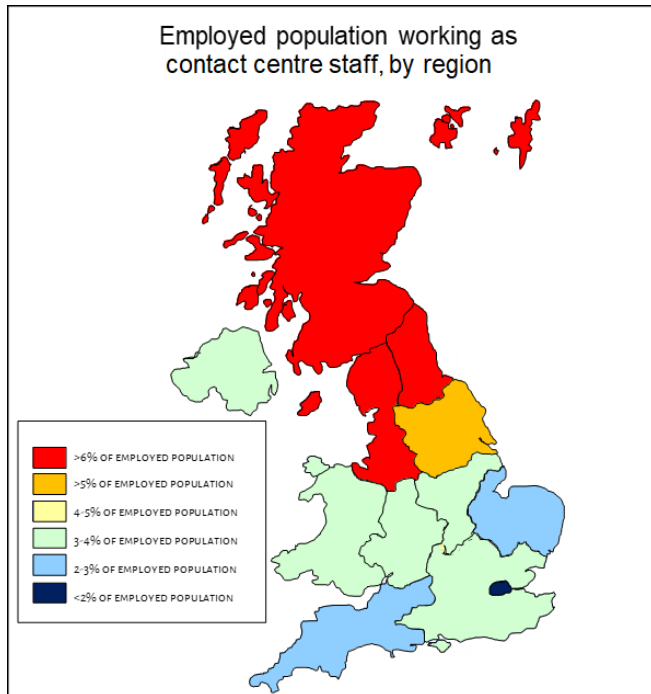 Employed population working as
contact centre staff, by region
>6% OF EMPLOYED POPULATION
>5% OF EMPLOYED POPULATION
4-5% OF EMPLOYED POPULATION
3-4% OF EMPLOYED POPULATION
2-3% OF EMPLOYED POPULATION
<2% OF EMPLOYED POPULATION